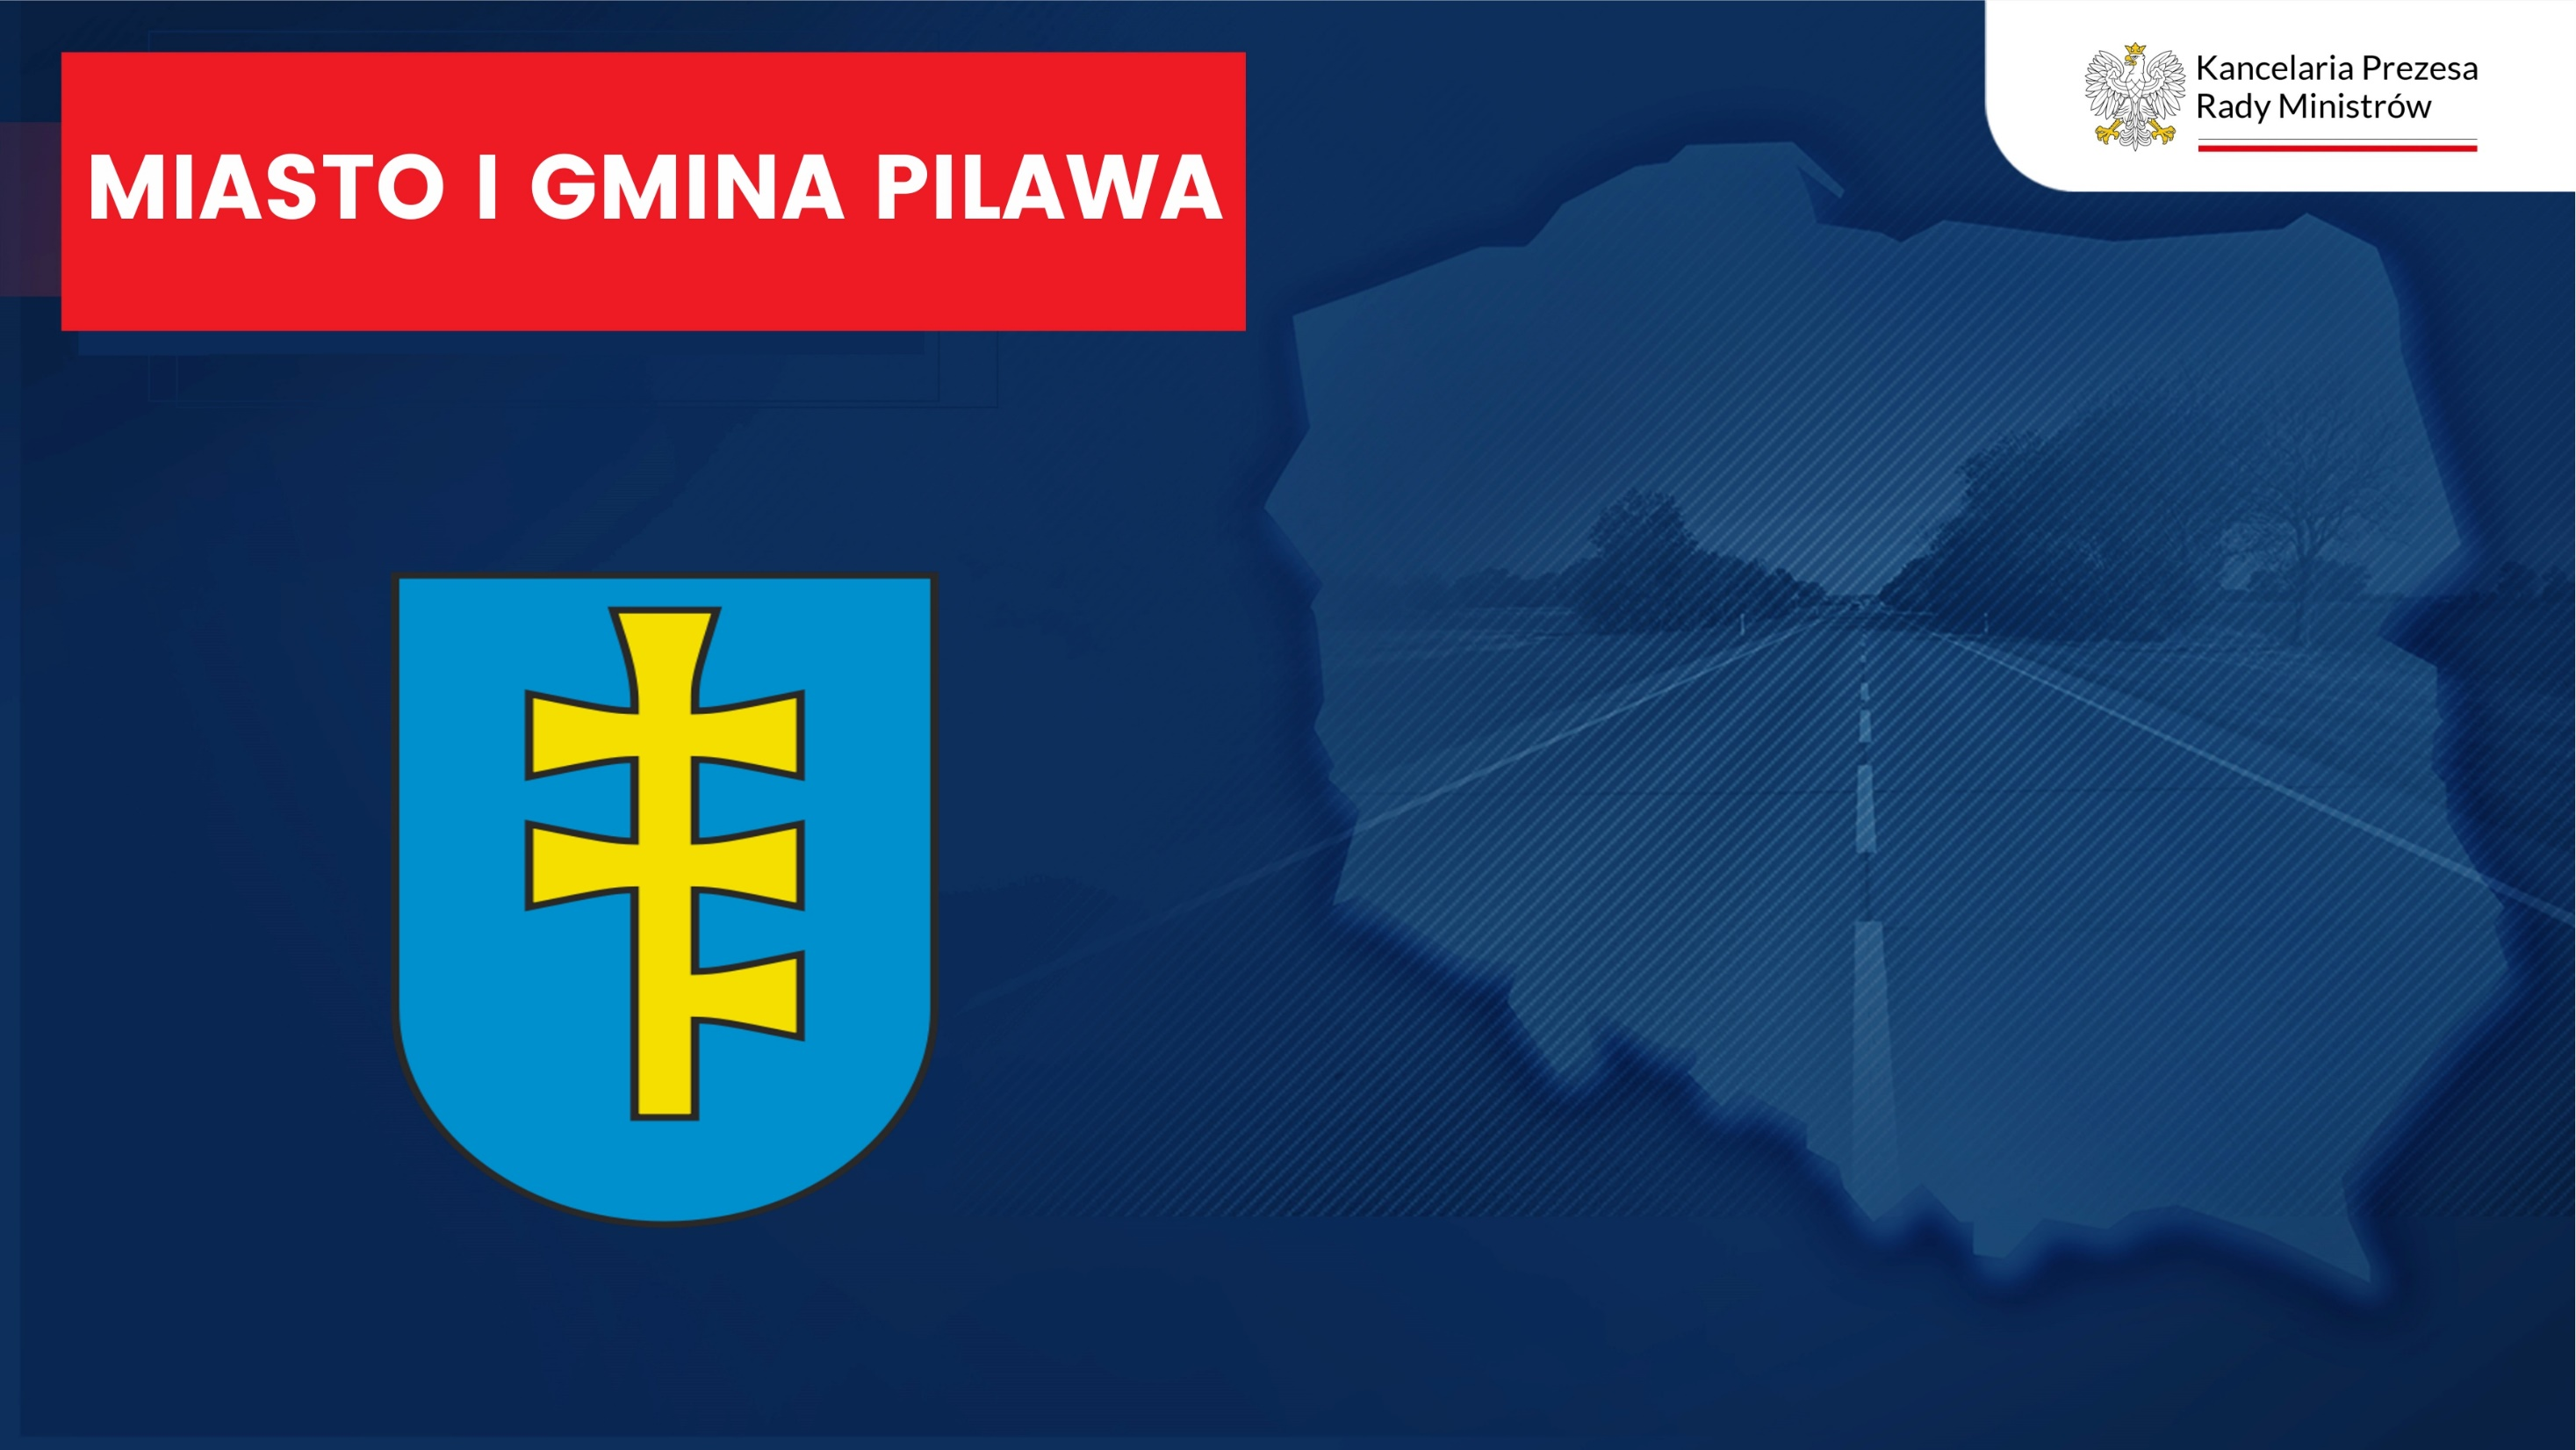 MIASTO I GMINA PILAWA
Kancelaria Prezesa
Rady Ministrów